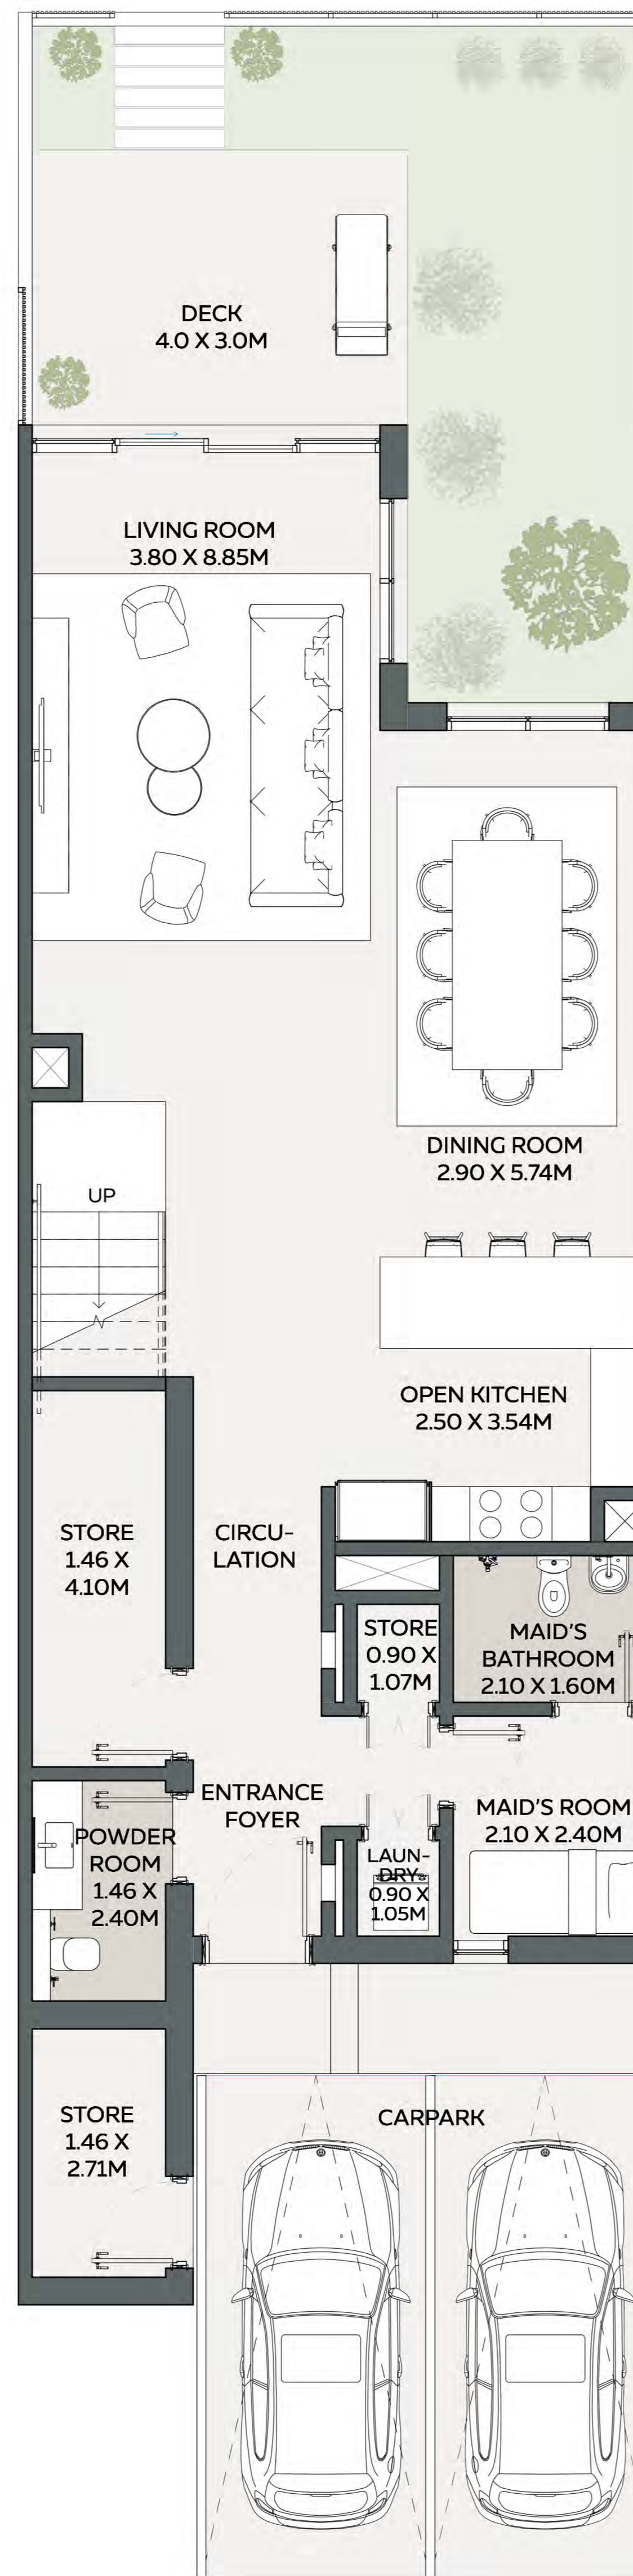 DECK
4.0 X 3.0M
LIVING ROOM
3.80 X 8.85M
DINING ROOM
2.90 X 5.74M
UP
OPEN KITCHEN
2.50 X 3.54M
STORE
1.46 X
4.10M
CIRCU-
LATION
STORE
0.90 X
1.07M
MAID'S
BATHROOM
2.10 X 1.60M
ENTRANCE
FOYER
MAID'S ROOM
2.10 X 2.40M
POWDER
ROOM
1.46 X
2.40M
LAUN-
DRY
0.90 X
1.05M
STORE
1.46 X
2.71M
CARPARK